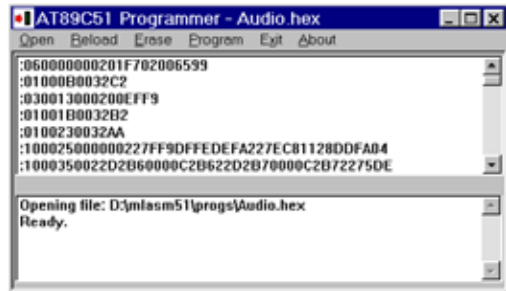 AT89C51 Programmer - Audio.hex
Open Reload Erase Program Exit About
:060000000201F702006599
:01000B0032C2
:030013000200EFF9
:01001B0032B2
:0100230032AA
:100025000000227FF9DFFEDEFA227EC81128DDFA04
:1000350022D2B60000C2B622D2B70000C2B72275DE
Opening file: D:\mlasm51\progs\Audio.hex
Ready.